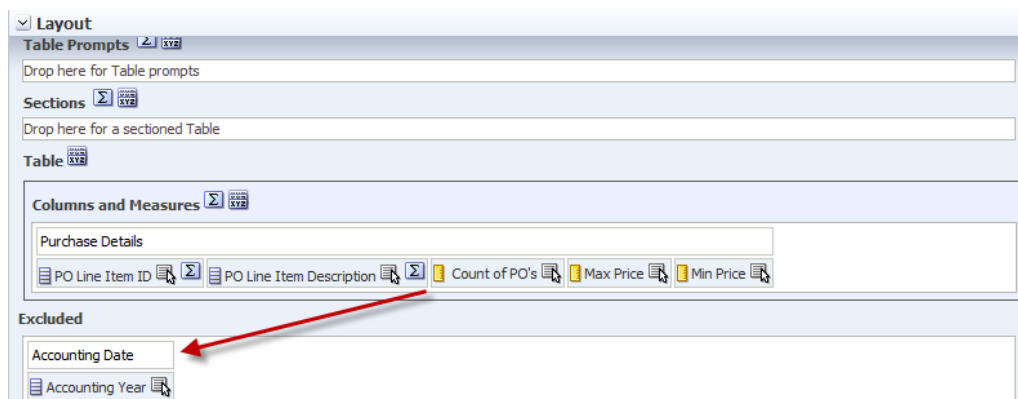 Layout
Table Prompts
Drop here for Table prompts
Sections
Drop here for a sectioned Table
Table
Columns and Measures
Purchase Details
PO Line Item ID PO Line Item Description Count of PO's Max Price Min Price
Excluded
Accounting Date
Accounting Year